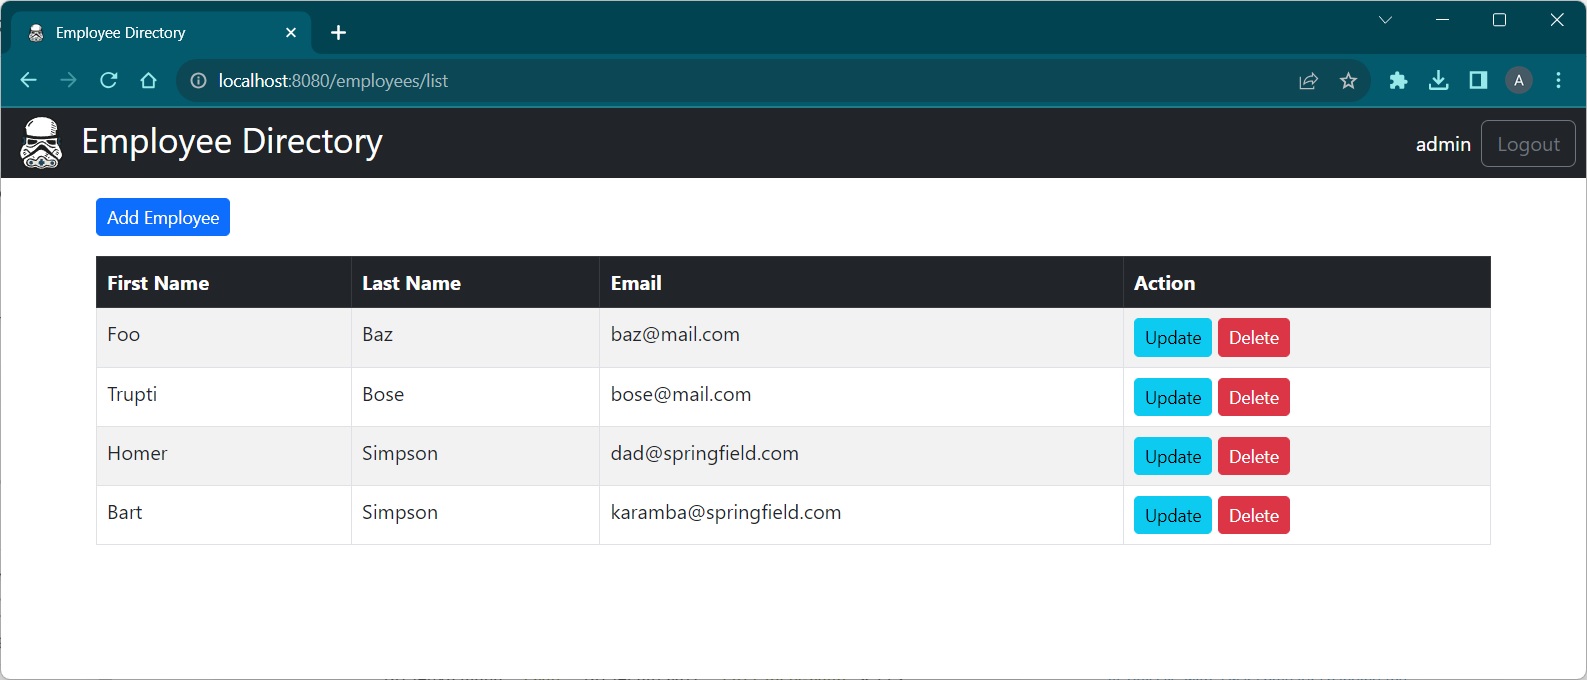 Employee Directory
localhost:8080/employees/list
A
Employee Directory
admin Logout
Add Employee
First Name Last Name Email Action
Foo Baz baz@mail.com Update Delete
Trupti Bose bose@mail.com Update Delete
Homer Simpson dad@springfield.com Update Delete
Bart Simpson karamba@springfield.com Update Delete